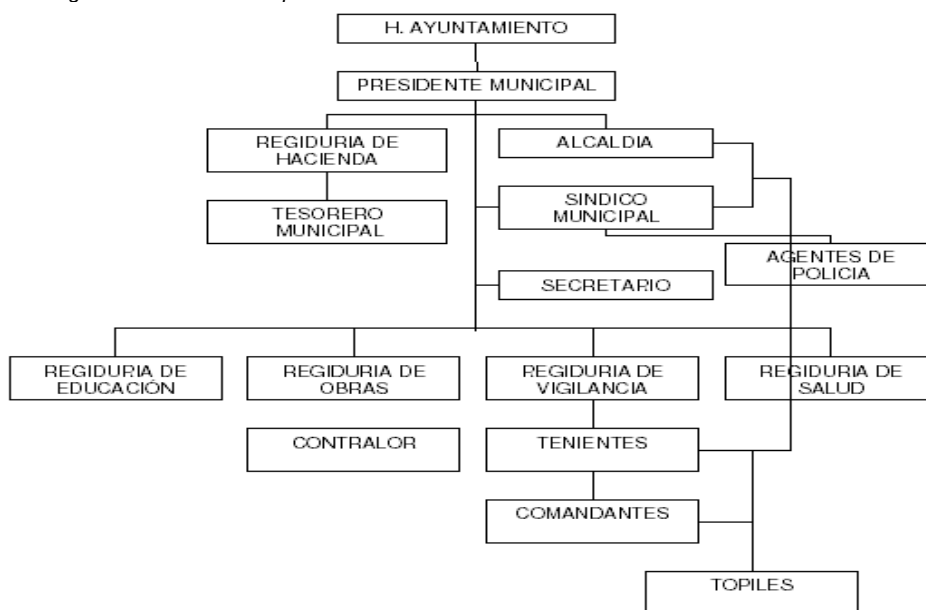 H. AYUNTAMIENTO
PRESIDENTE MUNICIPAL
REGIDURIA DE
HACIENDA
ALCALDIA
TESORERO
MUNICIPAL
SINDICO
MUNICIPAL
AGENTES DE
POLICIA
SECRETARIO
REGIDURIA DE
EDUCACIÓN
REGIDURIA DE
OBRAS
REGIDURIA DE
VIGILANCIA
REGIDURIA DE
SALUD
CONTRALOR
TENIENTES
COMANDANTES
TOPILES